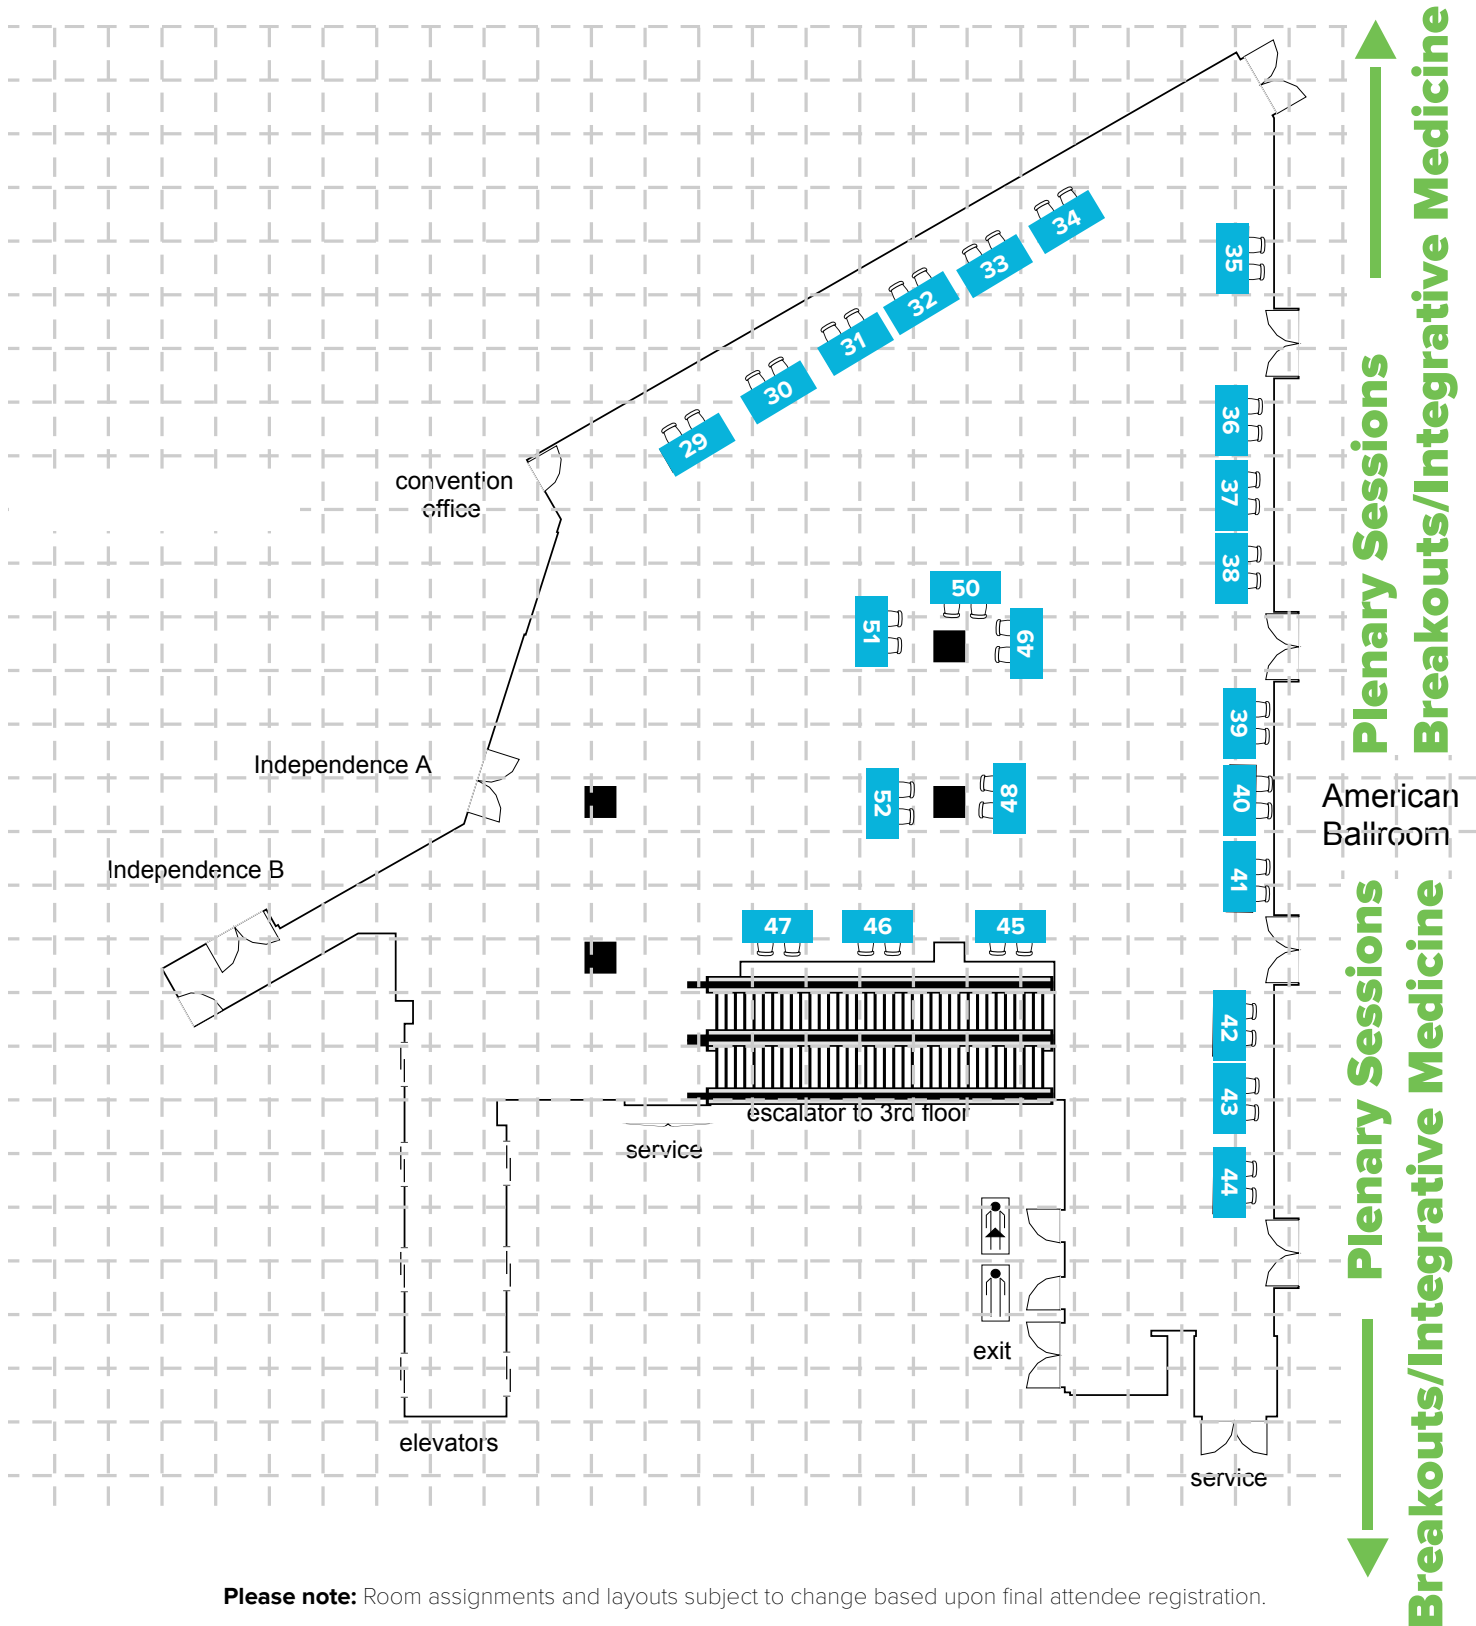 Plenary Sessions
Breakouts/Integrative Medicine
34
35
33
32
31
30
36
29
convention
office
37
38
50
51
49
39
Independence A
52
48
40
American
Ballroom
41
Independence B
47
46
45
Plenary Sessions
Breakouts/Integrative Medicine
42
43
escalator to 3rd floor
service
44
exit
elevators
service
Please note: Room assignments and layouts subject to change based upon final attendee registration.